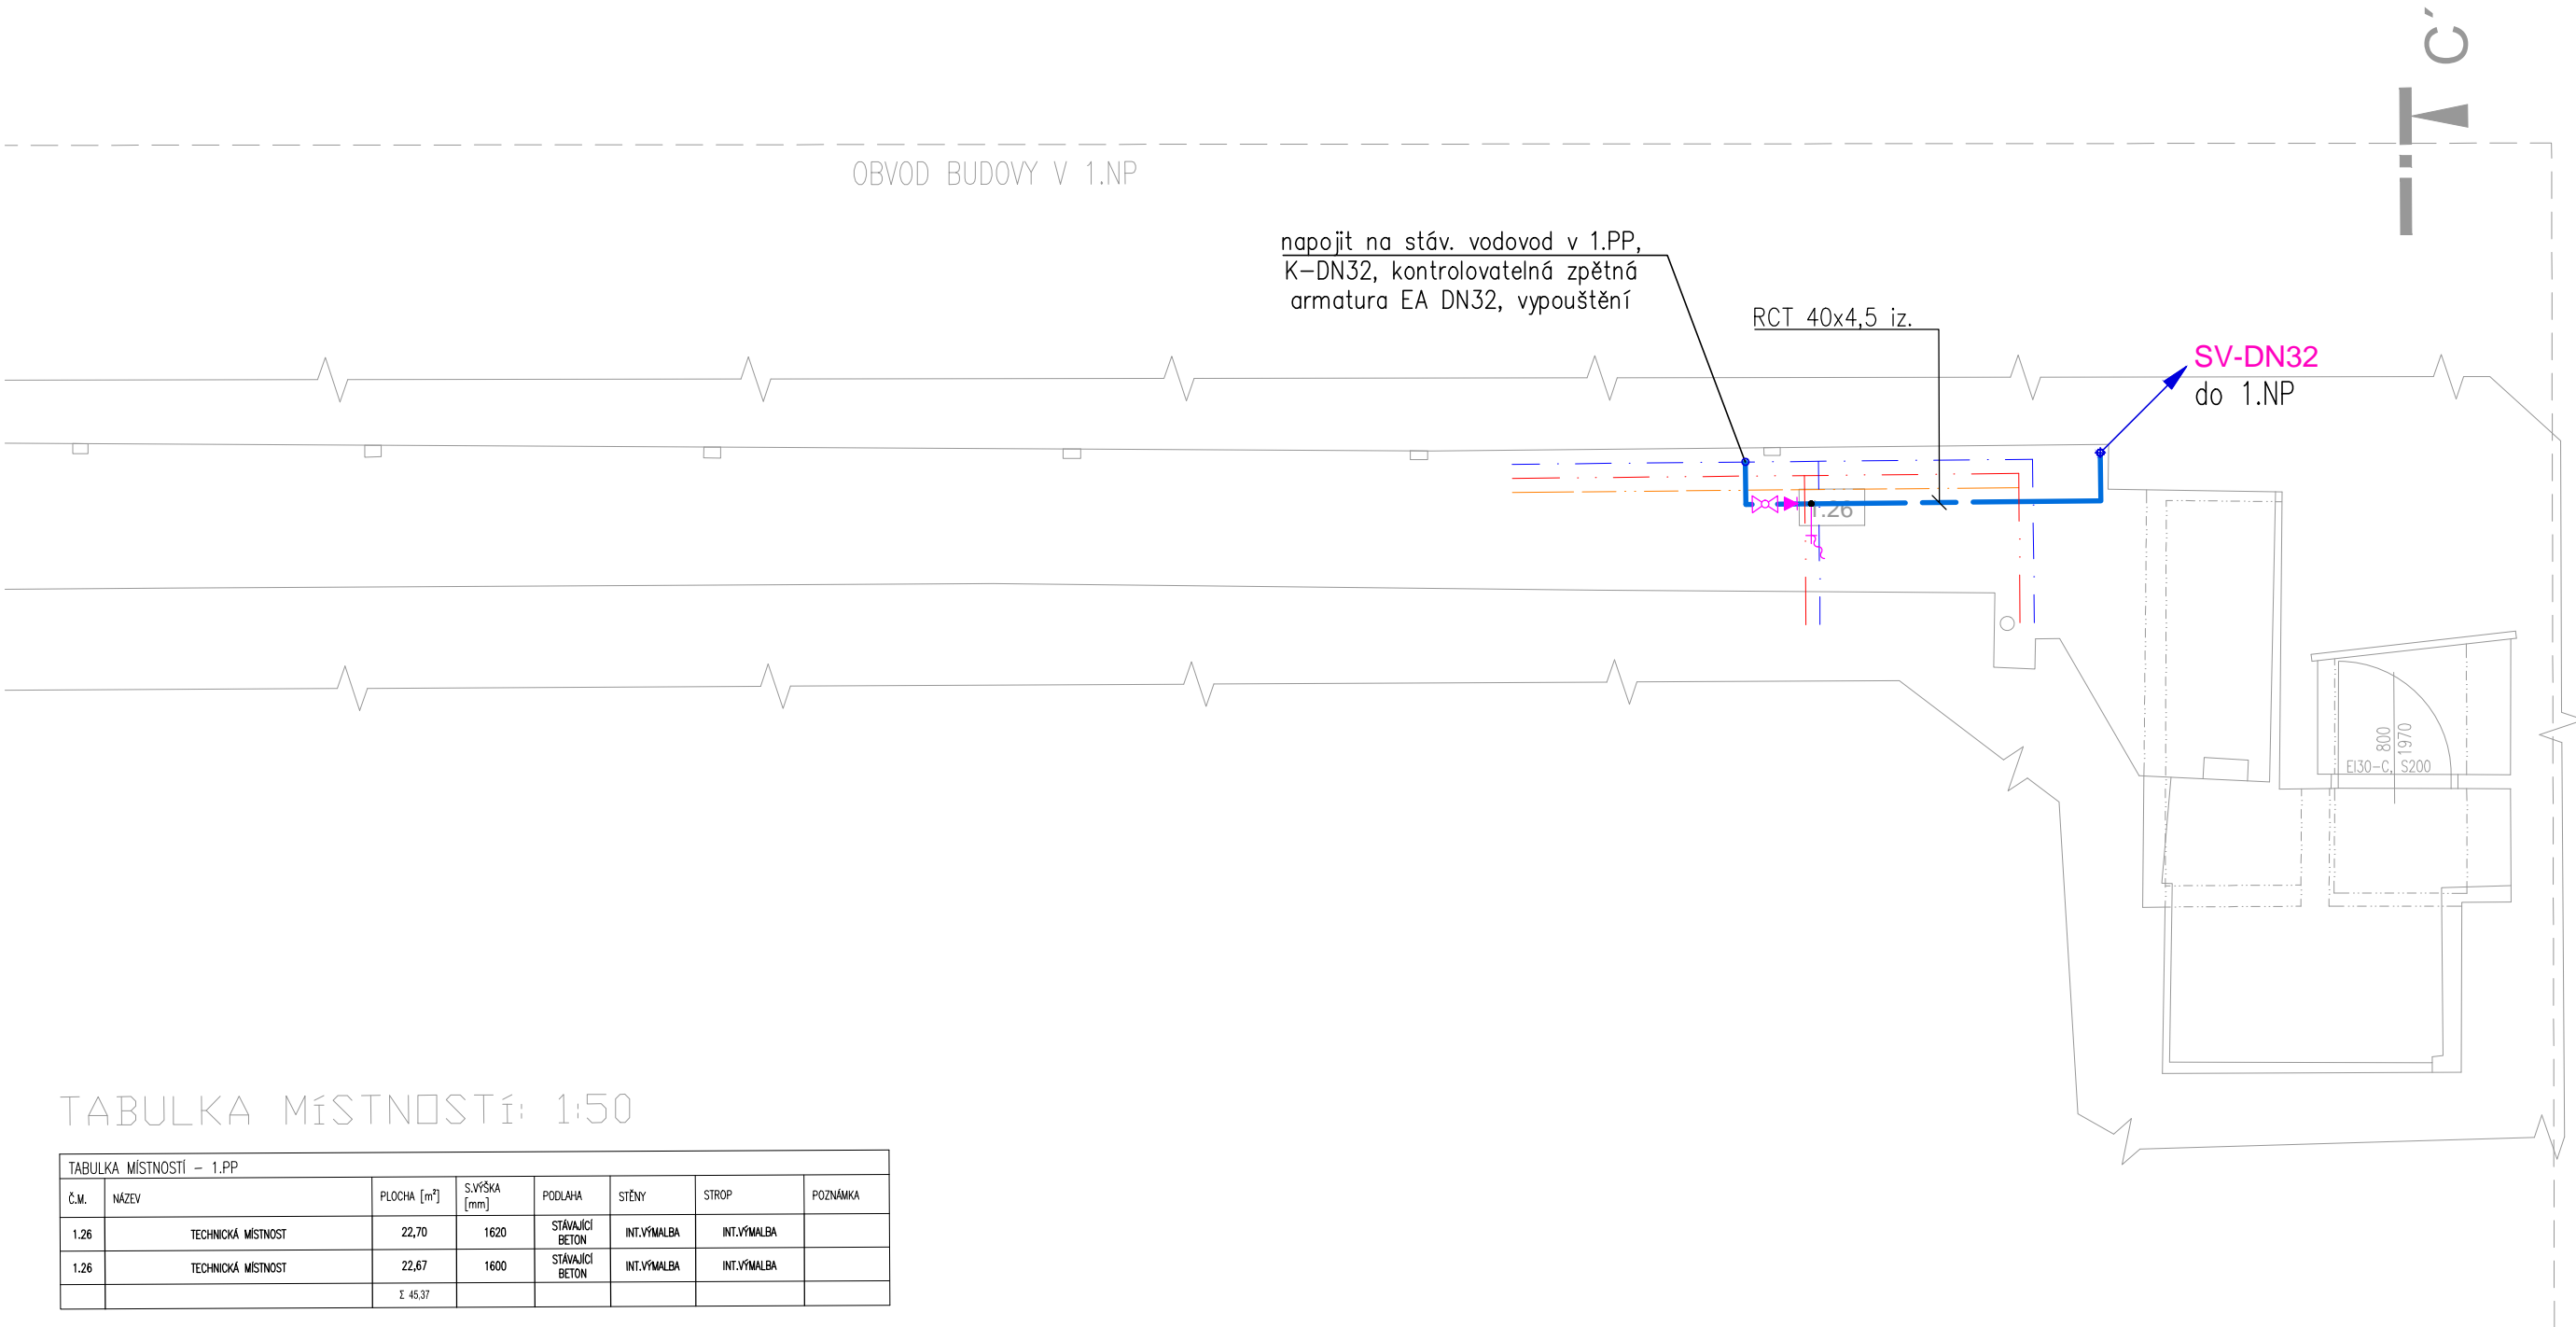 C´
OBVOD BUDOVY V 1.NP
napojit na stáv. vodovod v 1.PP,
K-DN32, kontrolovatelná zpětná
armatura EA DN32, vypouštění
RCT 40x4,5 iz.
SV-DN32
do 1.NP
1.26
800
1970
EI30-C, S200
TABULKA MÍSTNOSTÍ: 1:50
TABULKA MÍSTNOSTÍ – 1.PP
Č.M. NÁZEV PLOCHA [m²] S.VÝŠKA [mm] PODLAHA STĚNY STROP POZNÁMKA
1.26 TECHNICKÁ MÍSTNOST 22,70 1620 STÁVAJÍCÍ BETON INT.VÝMALBA INT.VÝMALBA
1.26 TECHNICKÁ MÍSTNOST 22,67 1600 STÁVAJÍCÍ BETON INT.VÝMALBA INT.VÝMALBA
Σ 45,37